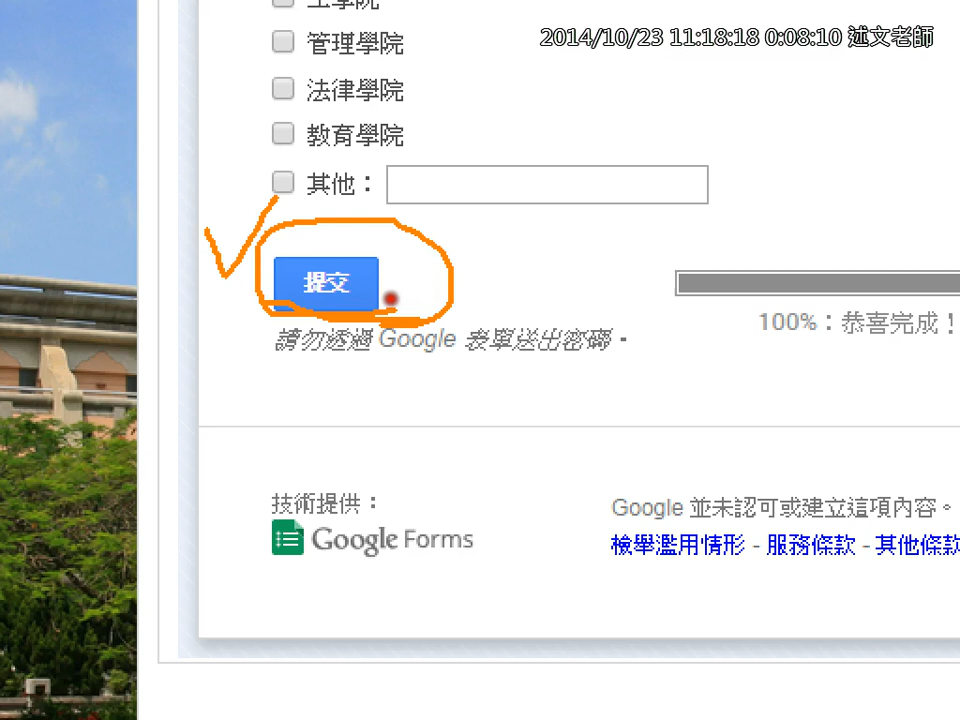 工學院
管理學院
2014/10/23 11:18:18 0:08:10 述文老師
法律學院
教育學院
其他：
提交
請勿透過 Google 表單送出密碼。
100%：恭喜完成！
技術提供：
Google Forms
Google 並未認可或建立這項內容。
檢舉濫用情形 - 服務條款 - 其他條款